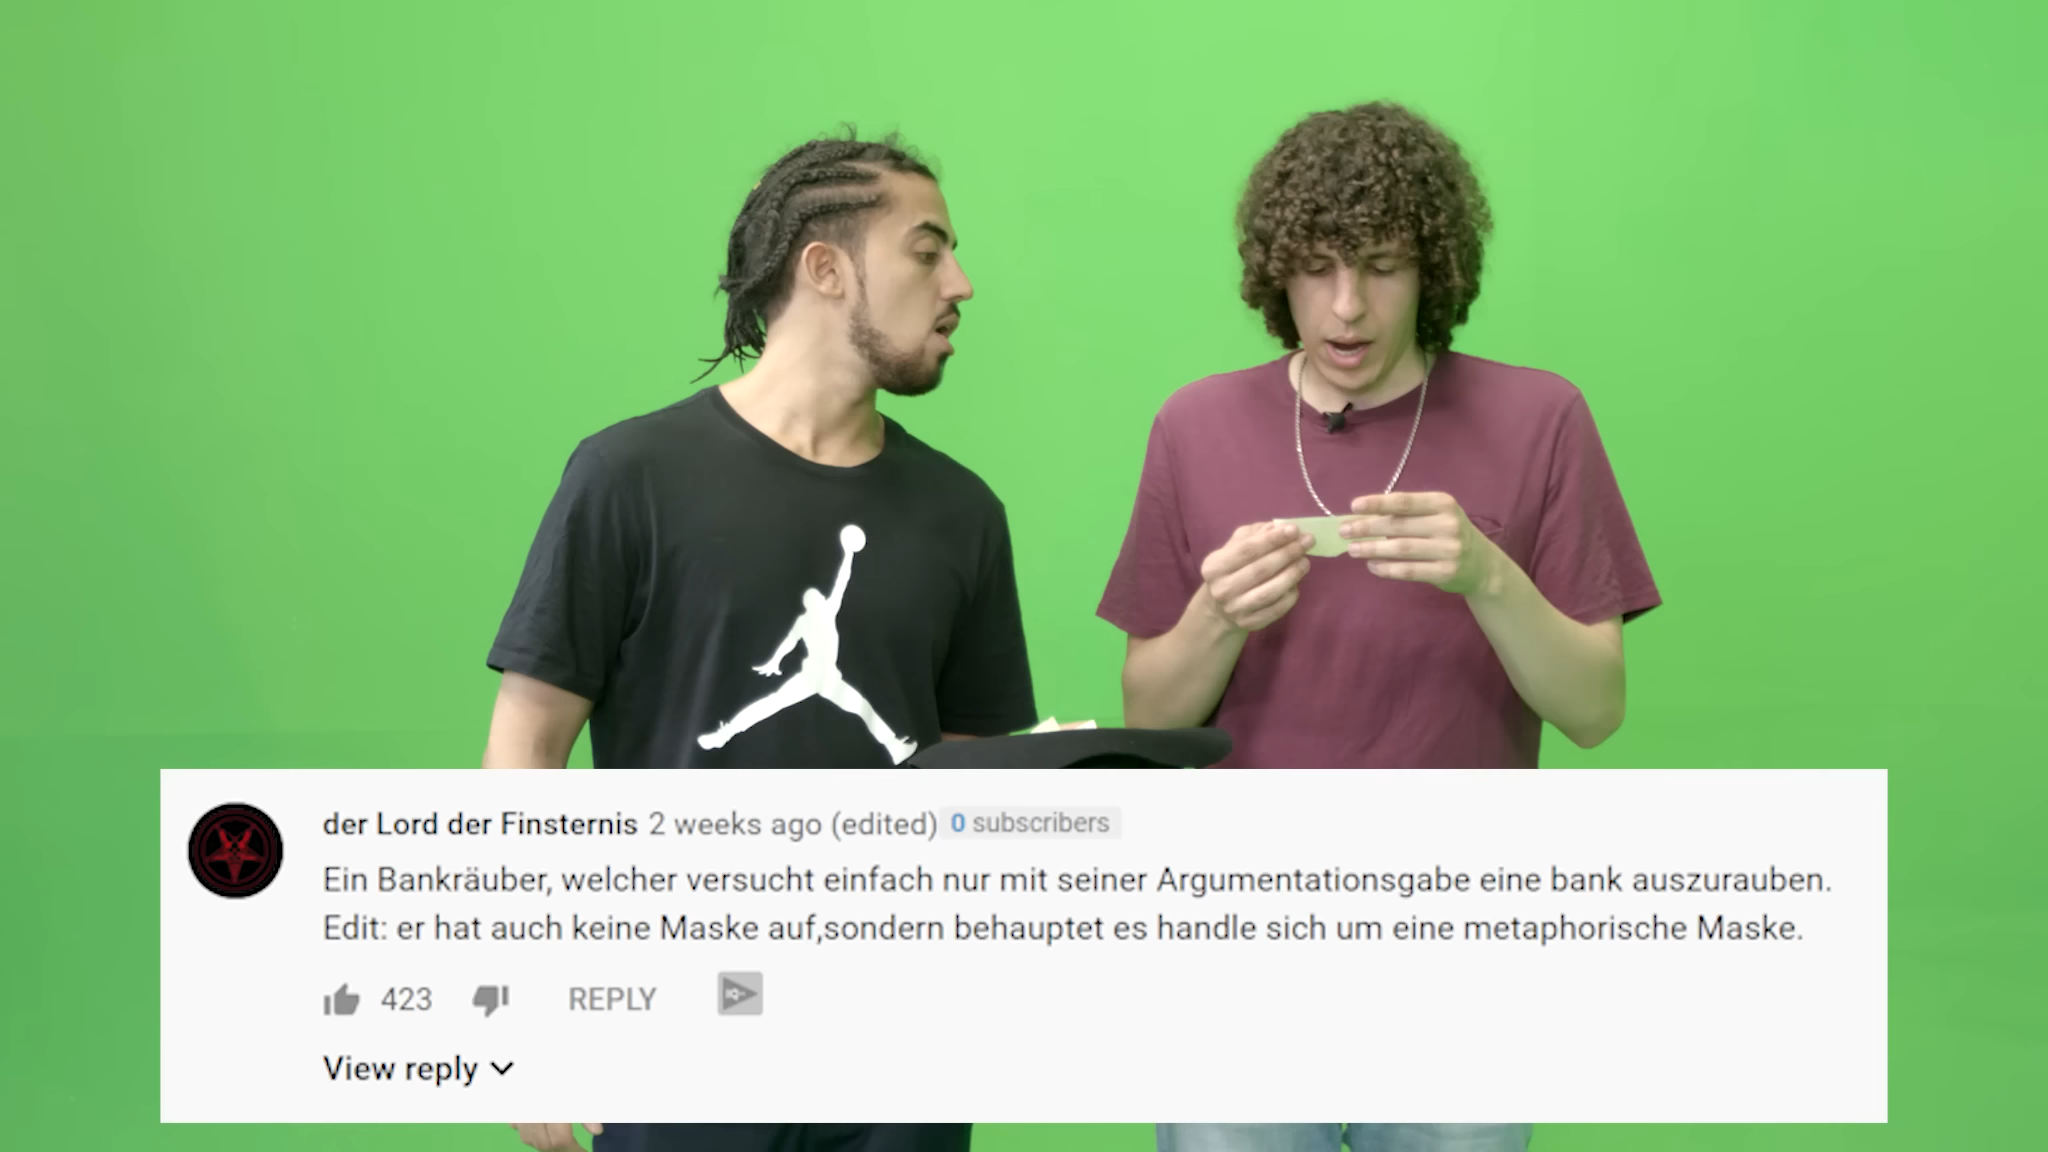 der Lord der Finsternis 2 weeks ago (edited) 0 subscribers
Ein Bankräuber, welcher versucht einfach nur mit seiner Argumentationsgabe eine bank auszurauben.
Edit: er hat auch keine Maske auf,sondern behauptet es handle sich um eine metaphorische Maske.
423 REPLY
View reply